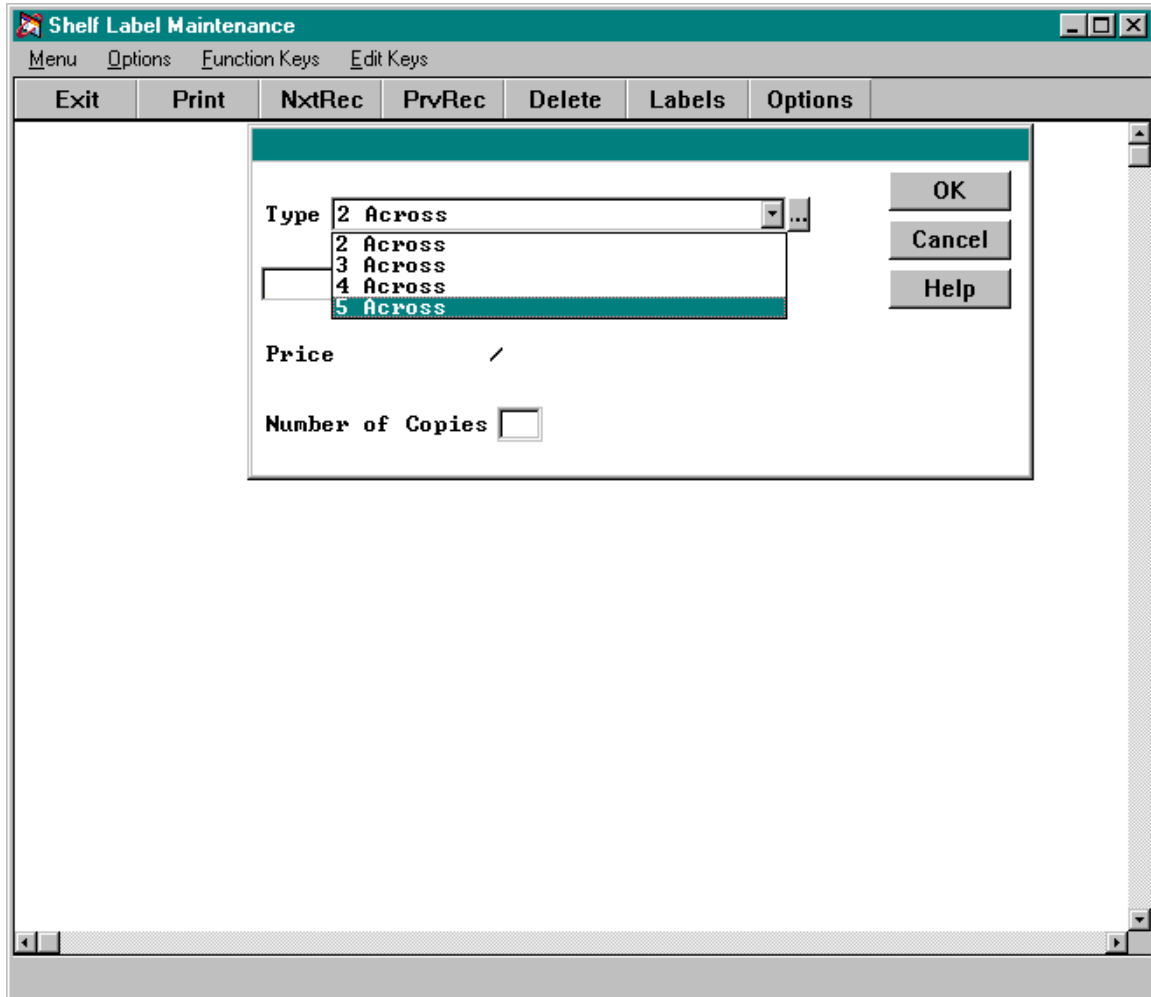 Shelf Label Maintenance
Menu Options Function Keys Edit Keys
Exit Print NxtRec PrvRec Delete Labels Options
OK
Type 2 Across ...
Cancel
2 Across
3 Across
4 Across
Help
5 Across
Price /
Number of Copies